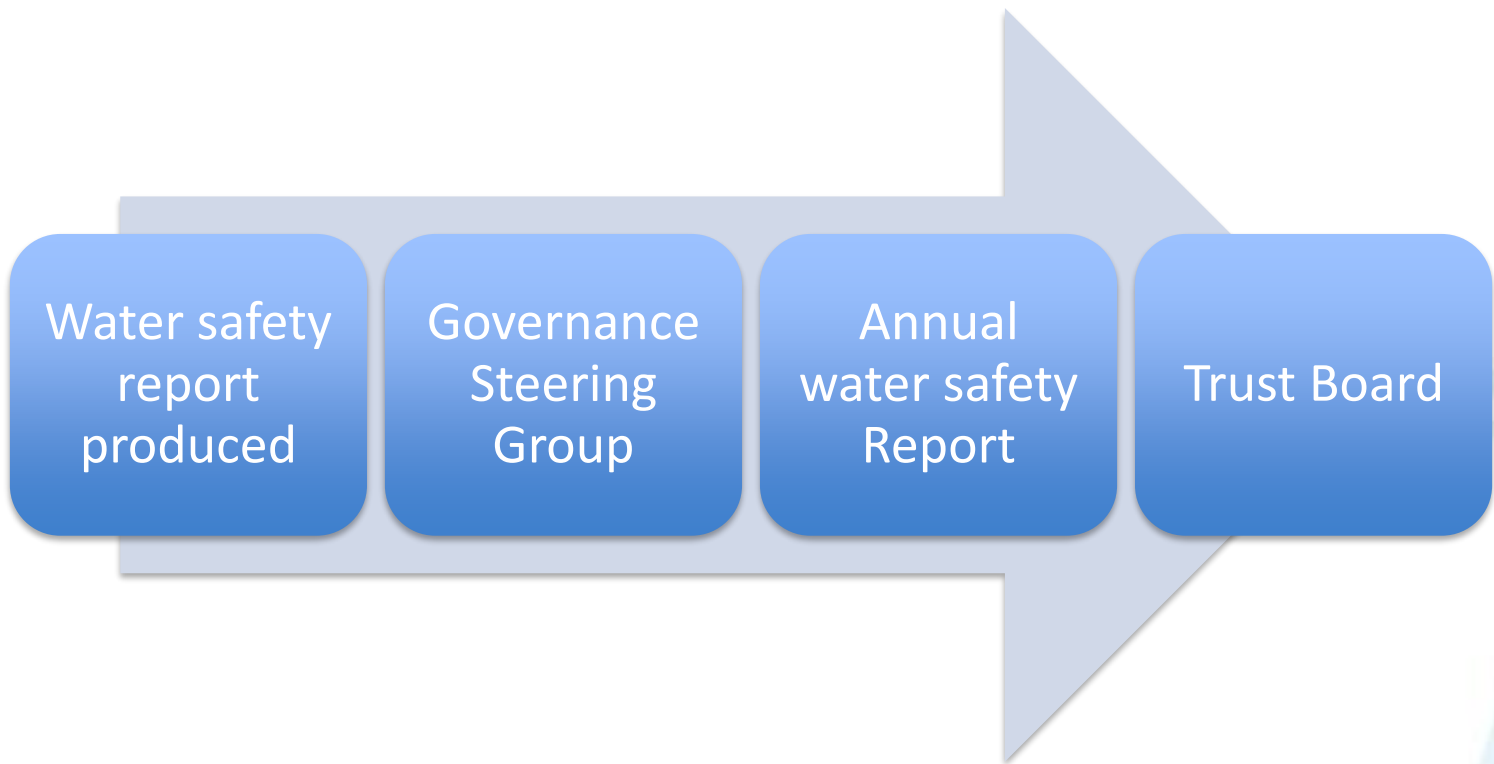 Water safety
report
produced
Governance
Steering
Group
Annual
water safety
Report
Trust Board